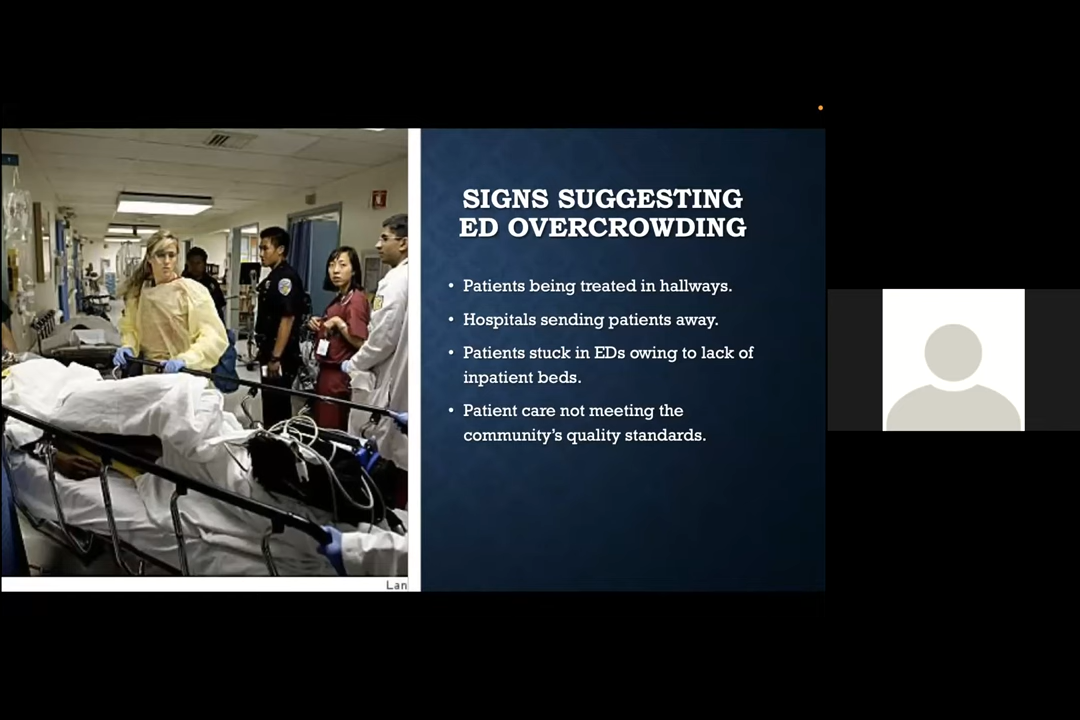 SIGNS SUGGESTING
ED OVERCROWDING
• Patients being treated in hallways.
• Hospitals sending patients away.
• Patients stuck in EDs owing to lack of
inpatient beds.
• Patient care not meeting the
community's quality standards.
Lan